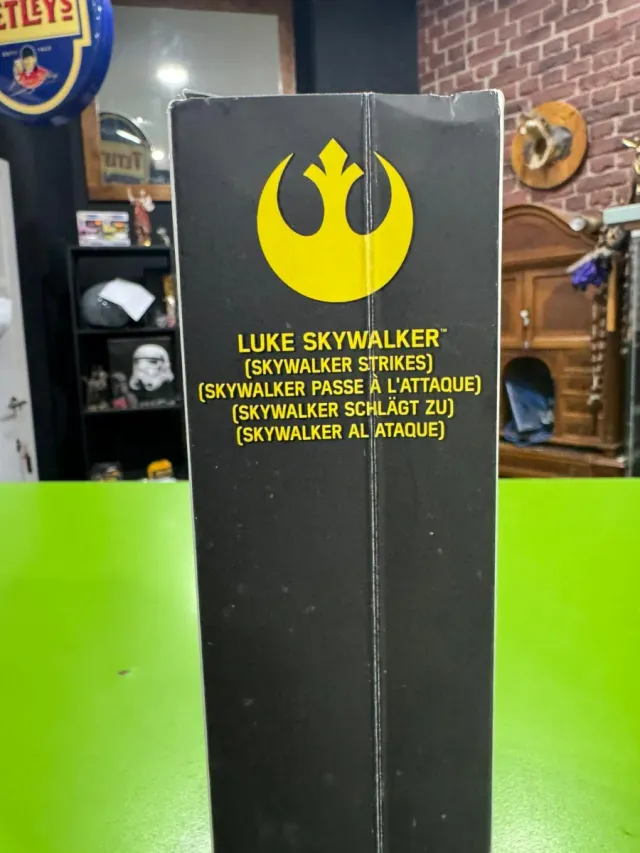 LUKE SKYWALKER™
(SKYWALKER STRIKES)
(SKYWALKER PASSE À L'ATTAQUE)
(SKYWALKER SCHLÄGT ZU)
(SKYWALKER AL ATAQUE)